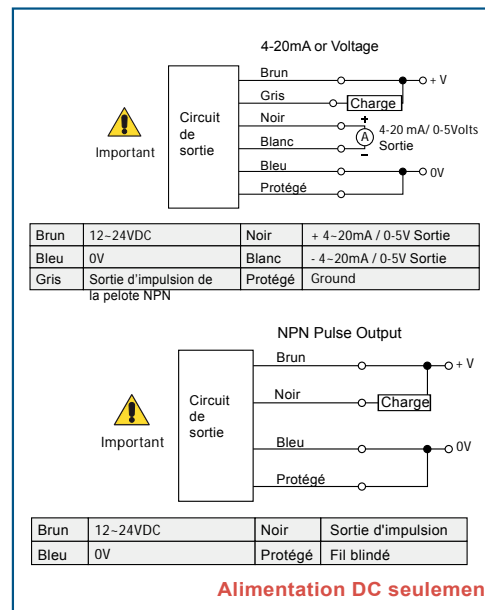 4-20mA or Voltage
Brun
+ V
Gris
Charge
Noir
+
Circuit
de
sortie
A
4-20 mA/ 0-5Volts
Sortie
Important
Blanc
-
Bleu
0V
Protégé
Brun 12~24VDC Noir + 4~20mA / 0-5V Sortie
Bleu 0V Blanc - 4~20mA / 0-5V Sortie
Gris Sortie d'impulsion de Protégé Ground
la pelote NPN
NPN Pulse Output
Brun
+ V
Circuit
de
sortie
Noir
Charge
Important
Bleu
0V
Protégé
Brun 12~24VDC Noir Sortie d'impulsion
Bleu 0V Protégé Fil blindé
Alimentation DC seulemen